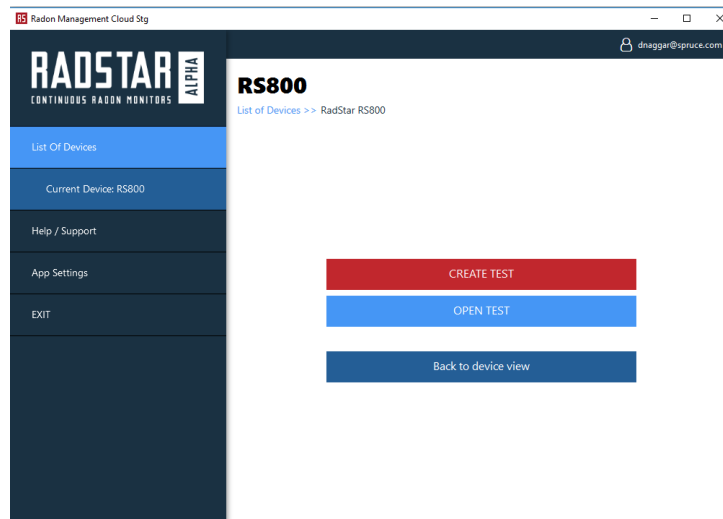 RS Radon Management Cloud Stg
dnaggar@spruce.com
RADSTAR ALPHA
CONTINUOUS RADON MONITORS
RS800
List of Devices >> RadStar RS800
List Of Devices
Current Device: RS800
Help / Support
App Settings
EXIT
CREATE TEST
OPEN TEST
Back to device view